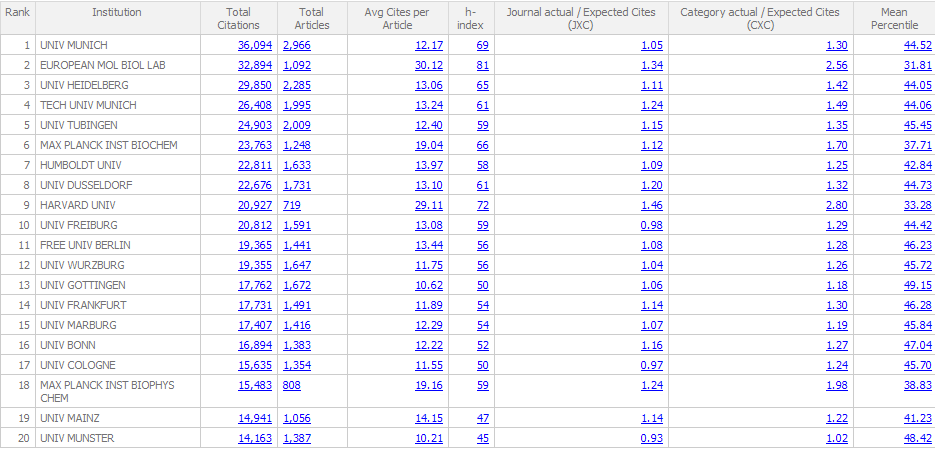 Rank Institution Total Citations Total Articles Avg Cites per Article h-index Journal actual / Expected Cites (JXC) Category actual / Expected Cites (CXC) Mean Percentile
1 UNIV MUNICH 36,094 2,966 12.17 69 1.05 1.30 44.52
2 EUROPEAN MOL BIOL LAB 32,894 1,092 30.12 81 1.34 2.56 31.81
3 UNIV HEIDELBERG 29,850 2,285 13.06 65 1.11 1.42 44.05
4 TECH UNIV MUNICH 26,408 1,995 13.24 61 1.24 1.49 44.06
5 UNIV TUBINGEN 24,903 2,009 12.40 59 1.15 1.35 45.45
6 MAX PLANCK INST BIOCHEM 23,763 1,248 19.04 66 1.12 1.70 37.71
7 HUMBOLDT UNIV 22,811 1,633 13.97 58 1.09 1.25 42.84
8 UNIV DUSSELDORF 22,676 1,731 13.10 61 1.20 1.32 44.73
9 HARVARD UNIV 20,927 719 29.11 72 1.46 2.80 33.28
10 UNIV FREIBURG 20,812 1,591 13.08 59 0.98 1.29 44.42
11 FREE UNIV BERLIN 19,365 1,441 13.44 56 1.08 1.28 46.23
12 UNIV WURZBURG 19,355 1,647 11.75 56 1.04 1.26 45.72
13 UNIV GOTTINGEN 17,762 1,672 10.62 50 1.06 1.18 49.15
14 UNIV FRANKFURT 17,731 1,491 11.89 54 1.14 1.30 46.28
15 UNIV MARBURG 17,407 1,416 12.29 54 1.07 1.19 45.84
16 UNIV BONN 16,894 1,383 12.22 52 1.16 1.27 47.04
17 UNIV COLOGNE 15,635 1,354 11.55 50 0.97 1.24 45.70
18 MAX PLANCK INST BIOPHYS CHEM 15,483 808 19.16 59 1.24 1.98 38.83
19 UNIV MAINZ 14,941 1,056 14.15 47 1.14 1.22 41.23
20 UNIV MUNSTER 14,163 1,387 10.21 45 0.93 1.02 48.42